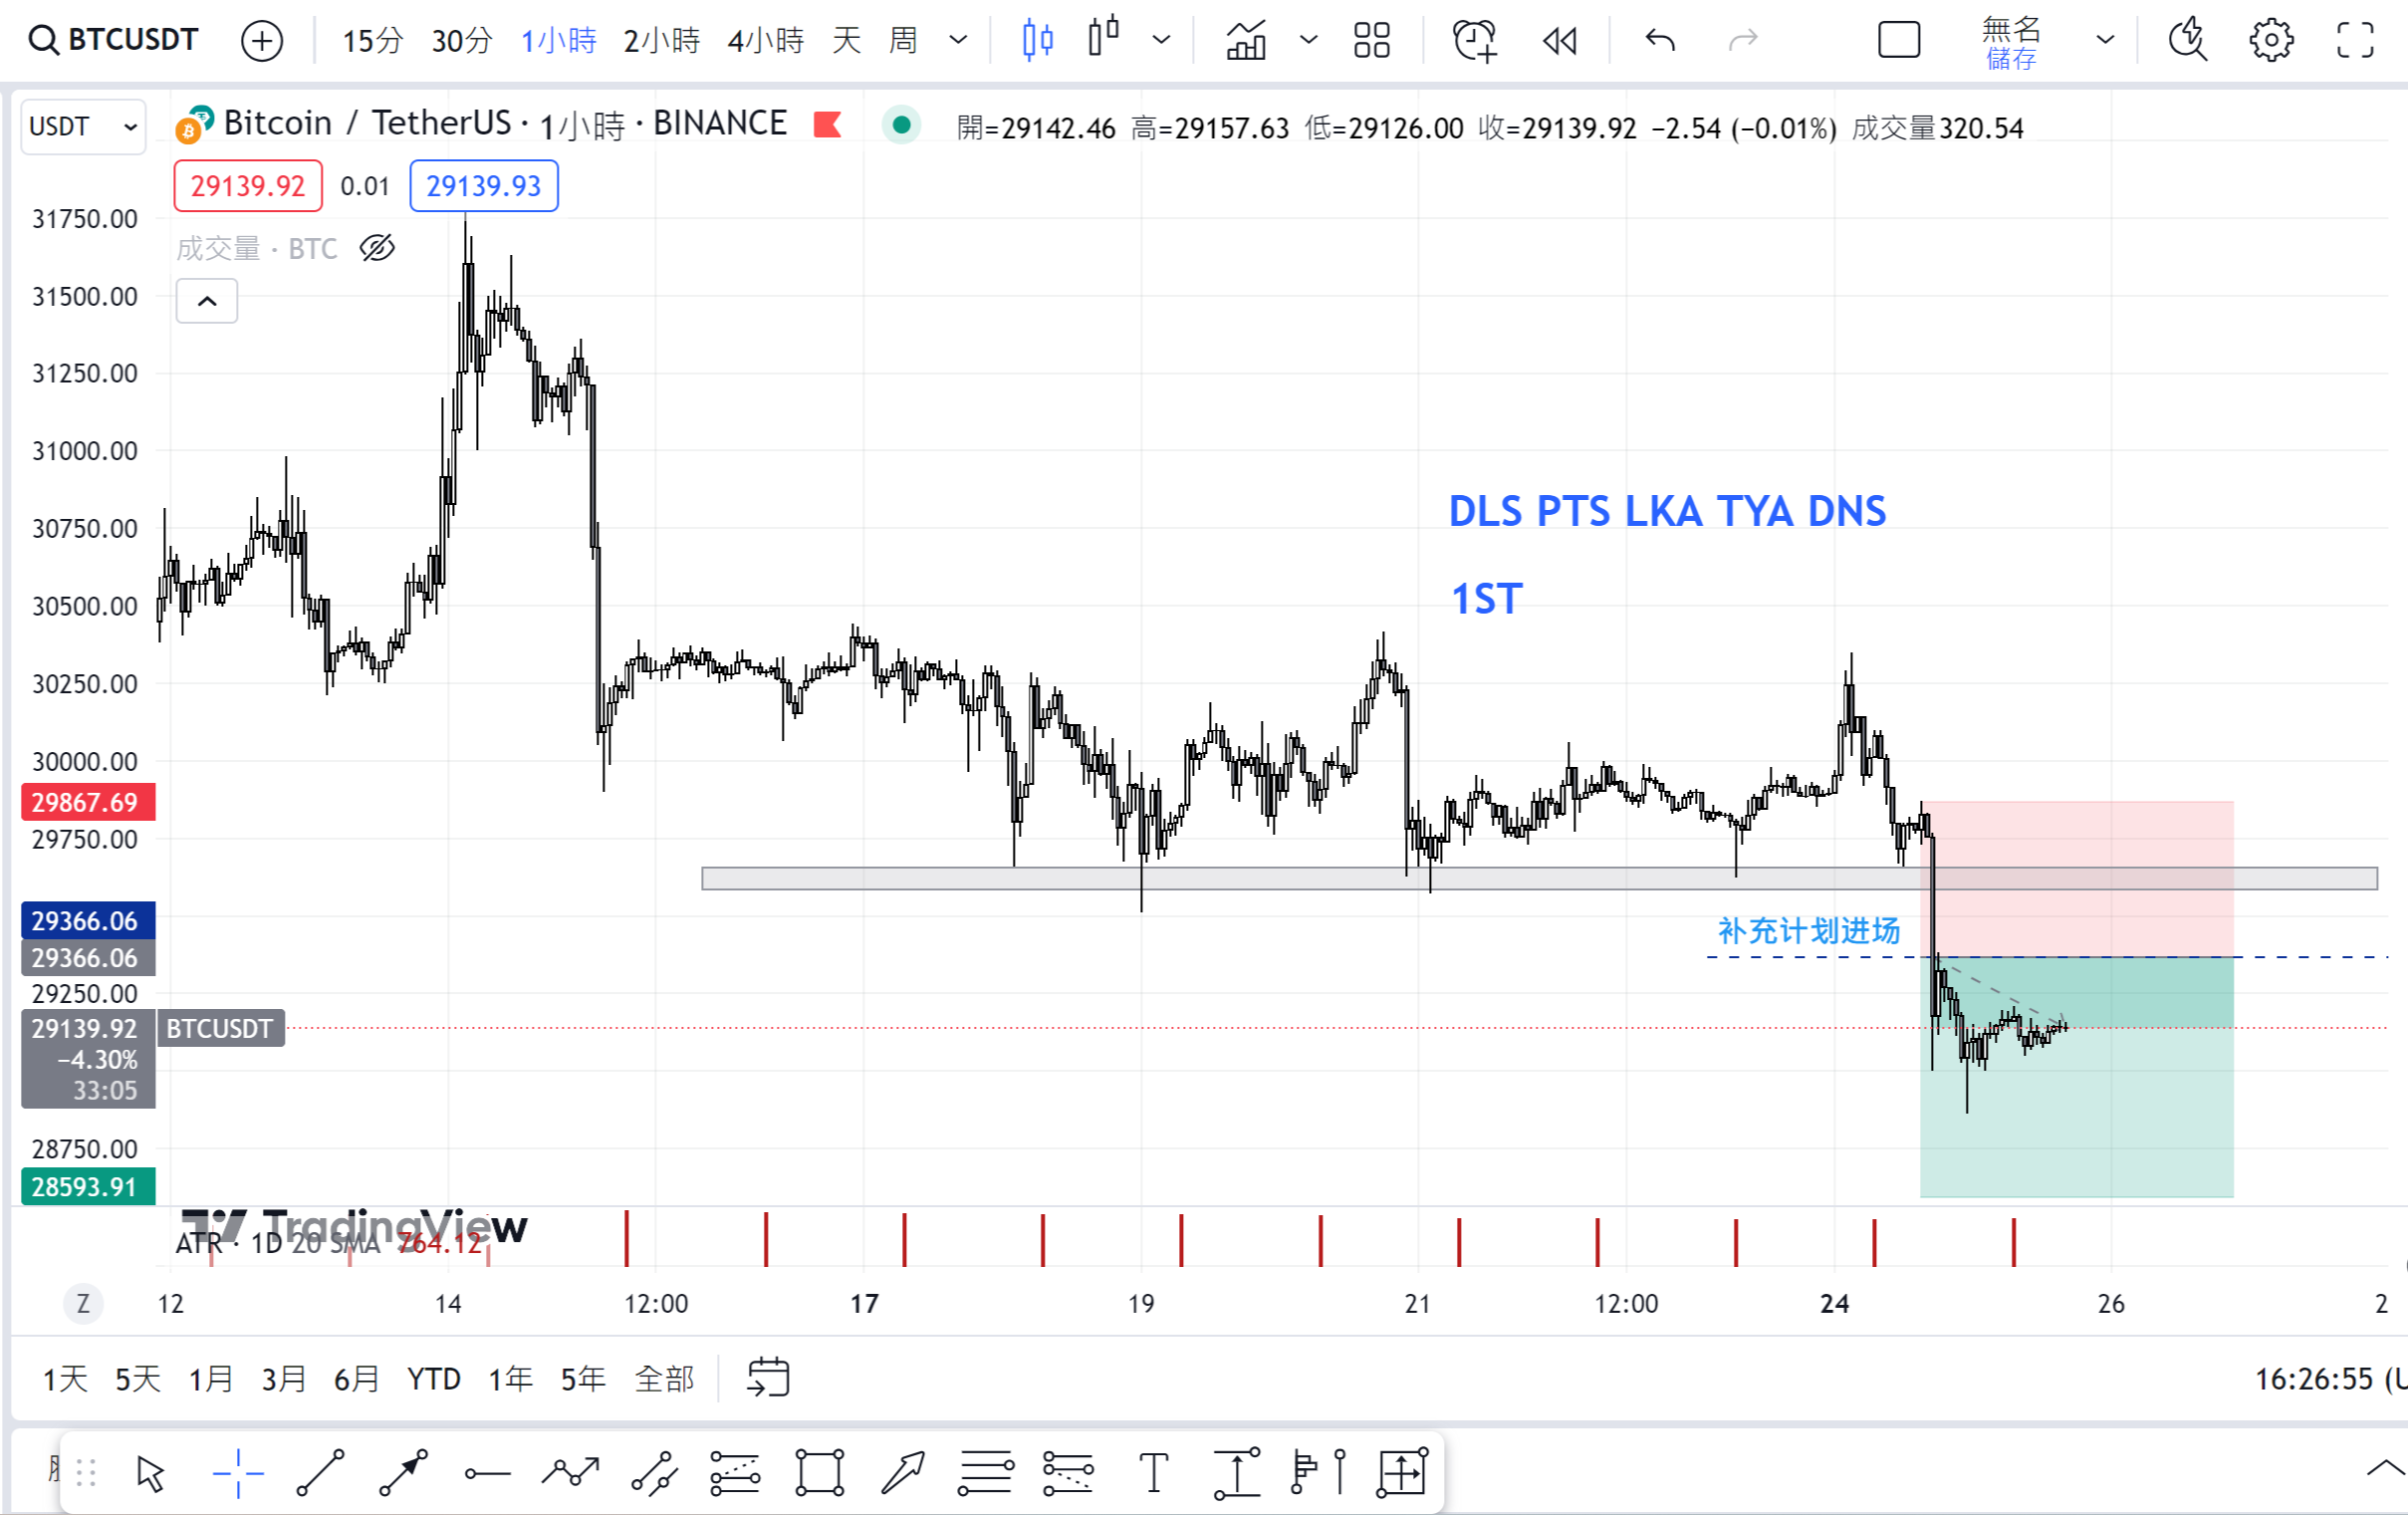 BTCUSDT 15分 30分 1小時 2小時 4小時 天 周 無名
儲存
USDT Bitcoin / TetherUS · 1小時 · BINANCE 開=29142.46 高=29157.63 低=29126.00 收=29139.92 −2.54 (−0.01%) 成交量320.54
29139.92 0.01 29139.93
成交量 · BTC
31750.00
31500.00
31250.00
31000.00
30750.00
30500.00
30250.00
30000.00
29867.69
29750.00
29366.06
29366.06
29250.00
29139.92 BTCUSDT
−4.30%
33:05
28750.00
28593.91
DLS PTS LKA TYA DNS
1ST
补充计划进场
TradingView
ATR · 1D 20 SMA 764.12
Z 12 14 12:00 17 19 21 12:00 24 26 2
1天 5天 1月 3月 6月 YTD 1年 5年 全部 16:26:55 (U